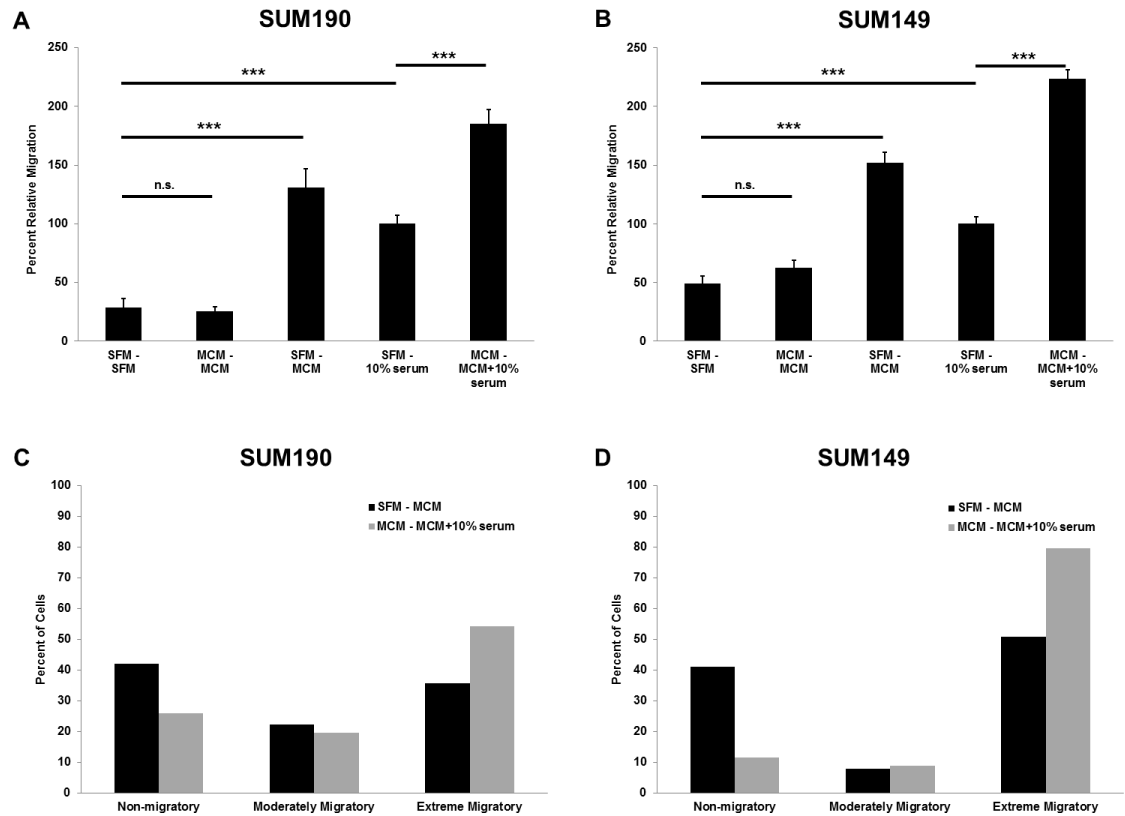 A
SUM190
Percent Relative Migration
250
200
150
100
50
0
***
***
***
n.s.
SFM -
SFM
MCM -
MCM
SFM -
MCM
SFM -
10% serum
MCM -
MCM+10%
serum
B
SUM149
Percent Relative Migration
250
200
150
100
50
0
***
***
***
n.s.
SFM -
SFM
MCM -
MCM
SFM -
MCM
SFM -
10% serum
MCM -
MCM+10%
serum
C
SUM190
Percent of Cells
100
90
80
70
60
50
40
30
20
10
0
SFM - MCM
MCM - MCM+10% serum
Non-migratory
Moderately Migratory
Extreme Migratory
D
SUM149
Percent of Cells
100
90
80
70
60
50
40
30
20
10
0
SFM - MCM
MCM - MCM+10% serum
Non-migratory
Moderately Migratory
Extreme Migratory